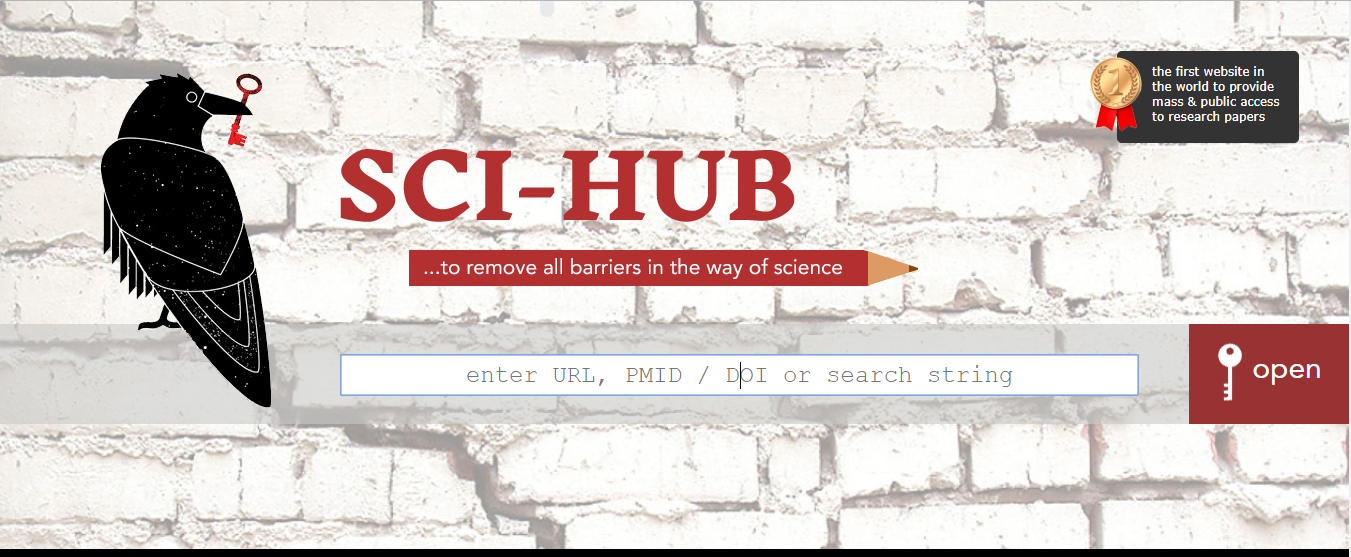 the first website in
the world to provide
mass & public access
to research papers
SCI-HUB
...to remove all barriers in the way of science
enter URL, PMID / DOI or search string
open